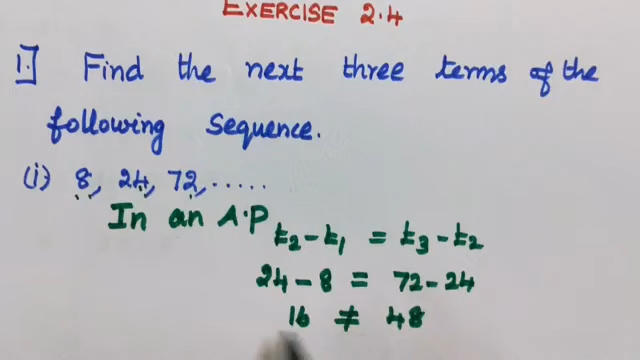 EXERCISE 2.4
1.] Find the next three terms of the
following Sequence.
(i) 8, 24, 72, ......
In an A.P
t₂ - t₁ = t₃ - t₂
24 - 8 = 72 - 24
16 ≠ 48